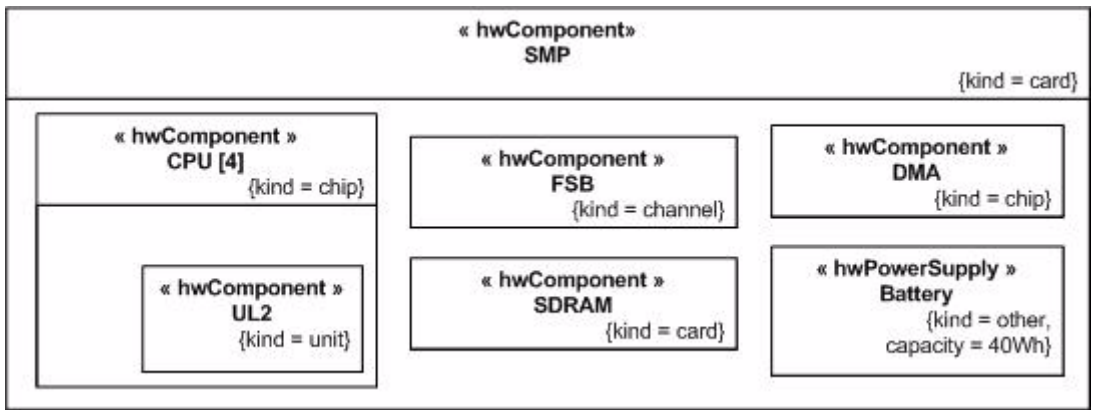 « hwComponent»
SMP
{kind = card}
« hwComponent »
CPU [4]
{kind = chip}
« hwComponent »
UL2
{kind = unit}
« hwComponent »
FSB
{kind = channel}
« hwComponent »
SDRAM
{kind = card}
« hwComponent »
DMA
{kind = chip}
« hwPowerSupply »
Battery
{kind = other,
capacity = 40Wh}